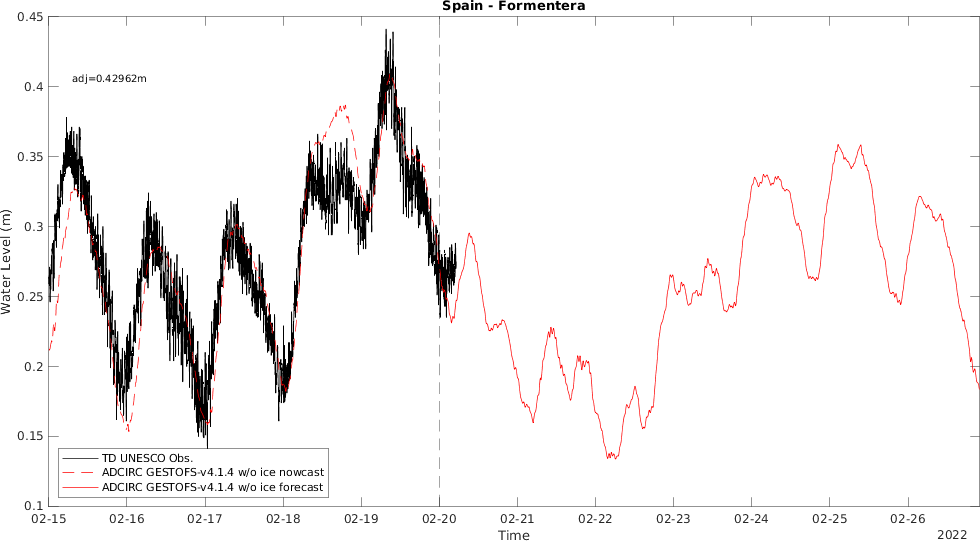 Spain - Formentera
adj=0.42962m
Water Level (m)
0.45
0.4
0.35
0.3
0.25
0.2
0.15
0.1
TD UNESCO Obs.
ADCIRC GESTOFS-v4.1.4 w/o ice nowcast
ADCIRC GESTOFS-v4.1.4 w/o ice forecast
02-15 02-16 02-17 02-18 02-19 02-20 02-21 02-22 02-23 02-24 02-25 02-26
Time
2022